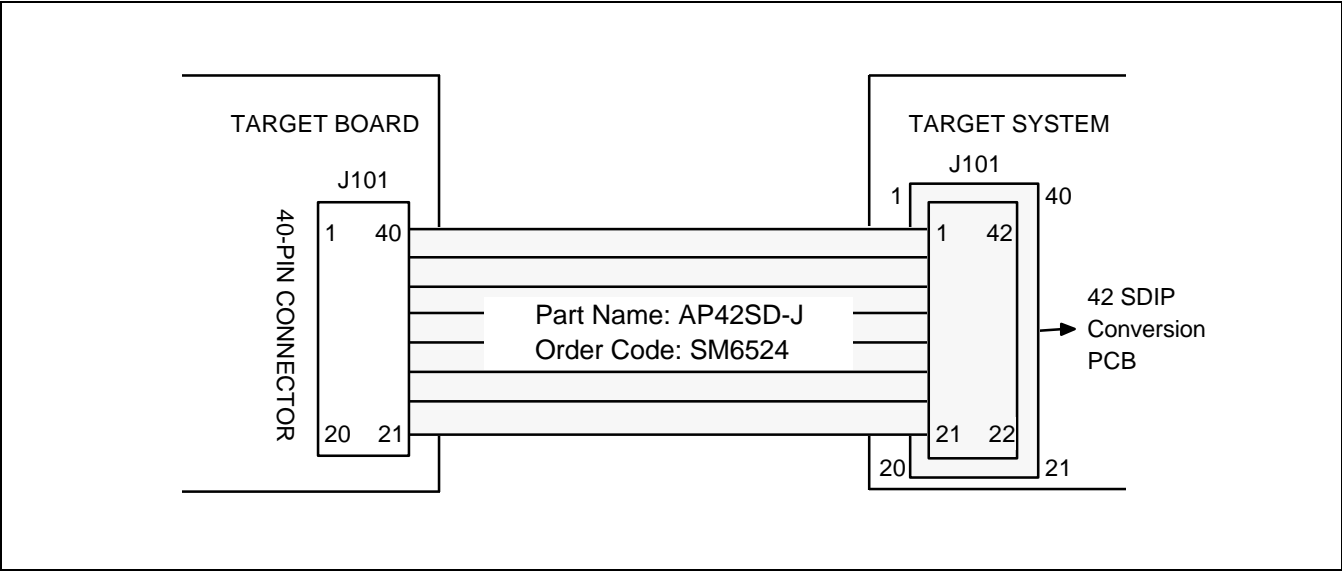 TARGET BOARD
J101
40-PIN CONNECTOR
1 40
20 21
Part Name: AP42SD-J
Order Code: SM6524
TARGET SYSTEM
J101
1 40
1 42
21 22
20 21
42 SDIP
Conversion
PCB